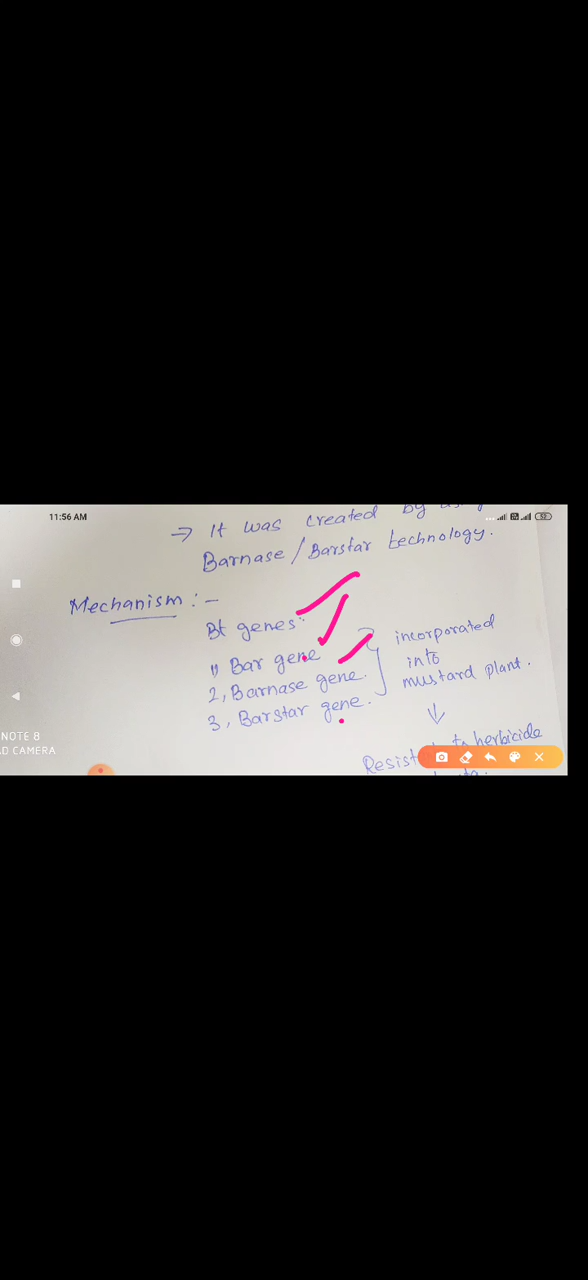 11:56 AM
→ It was created by
Barnase / Barstar technology.
Mechanism :-
Bt genes:
1) Bar gene
2, Barnase gene.
3, Barstar gene.
incorporated
into
mustard plant.
↓
Resist herbicide
NOTE 8
AD CAMERA